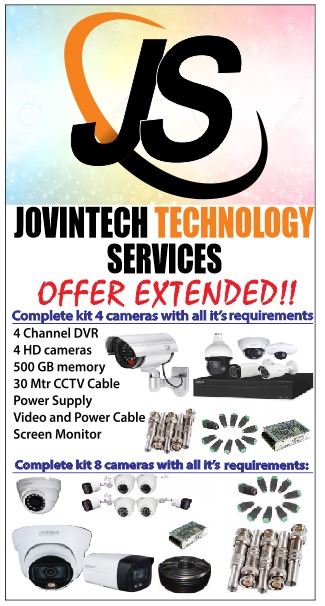 JS
JOVINTECH TECHNOLOGY
SERVICES
OFFER EXTENDED!!
Complete kit 4 cameras with all it's requirements
4 Channel DVR
4 HD cameras
500 GB memory
30 Mtr CCTV Cable
Power Supply
Video and Power Cable
Screen Monitor
Complete kit 8 cameras with all it's requirements: